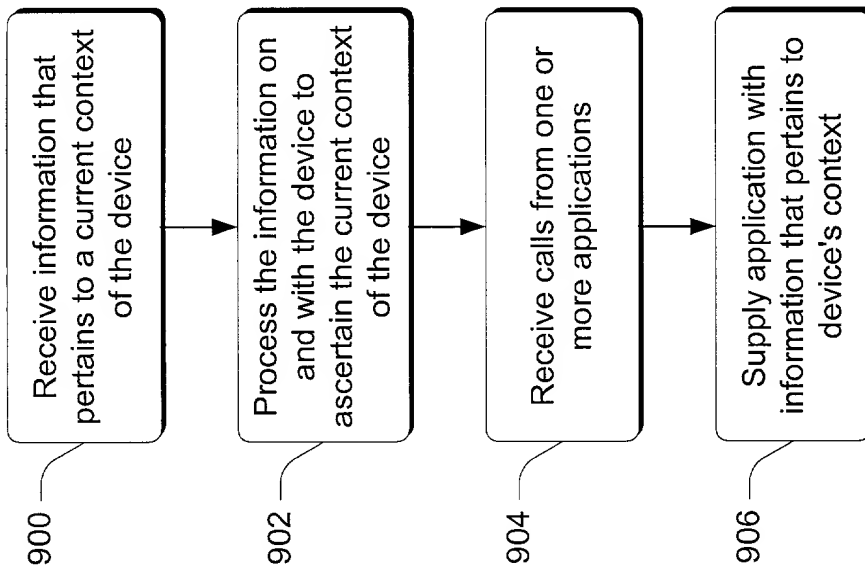 900
Receive information that
pertains to a current context
of the device
902
Process the information on
and with the device to
ascertain the current context
of the device
904
Receive calls from one or
more applications
906
Supply application with
information that pertains to
device's context